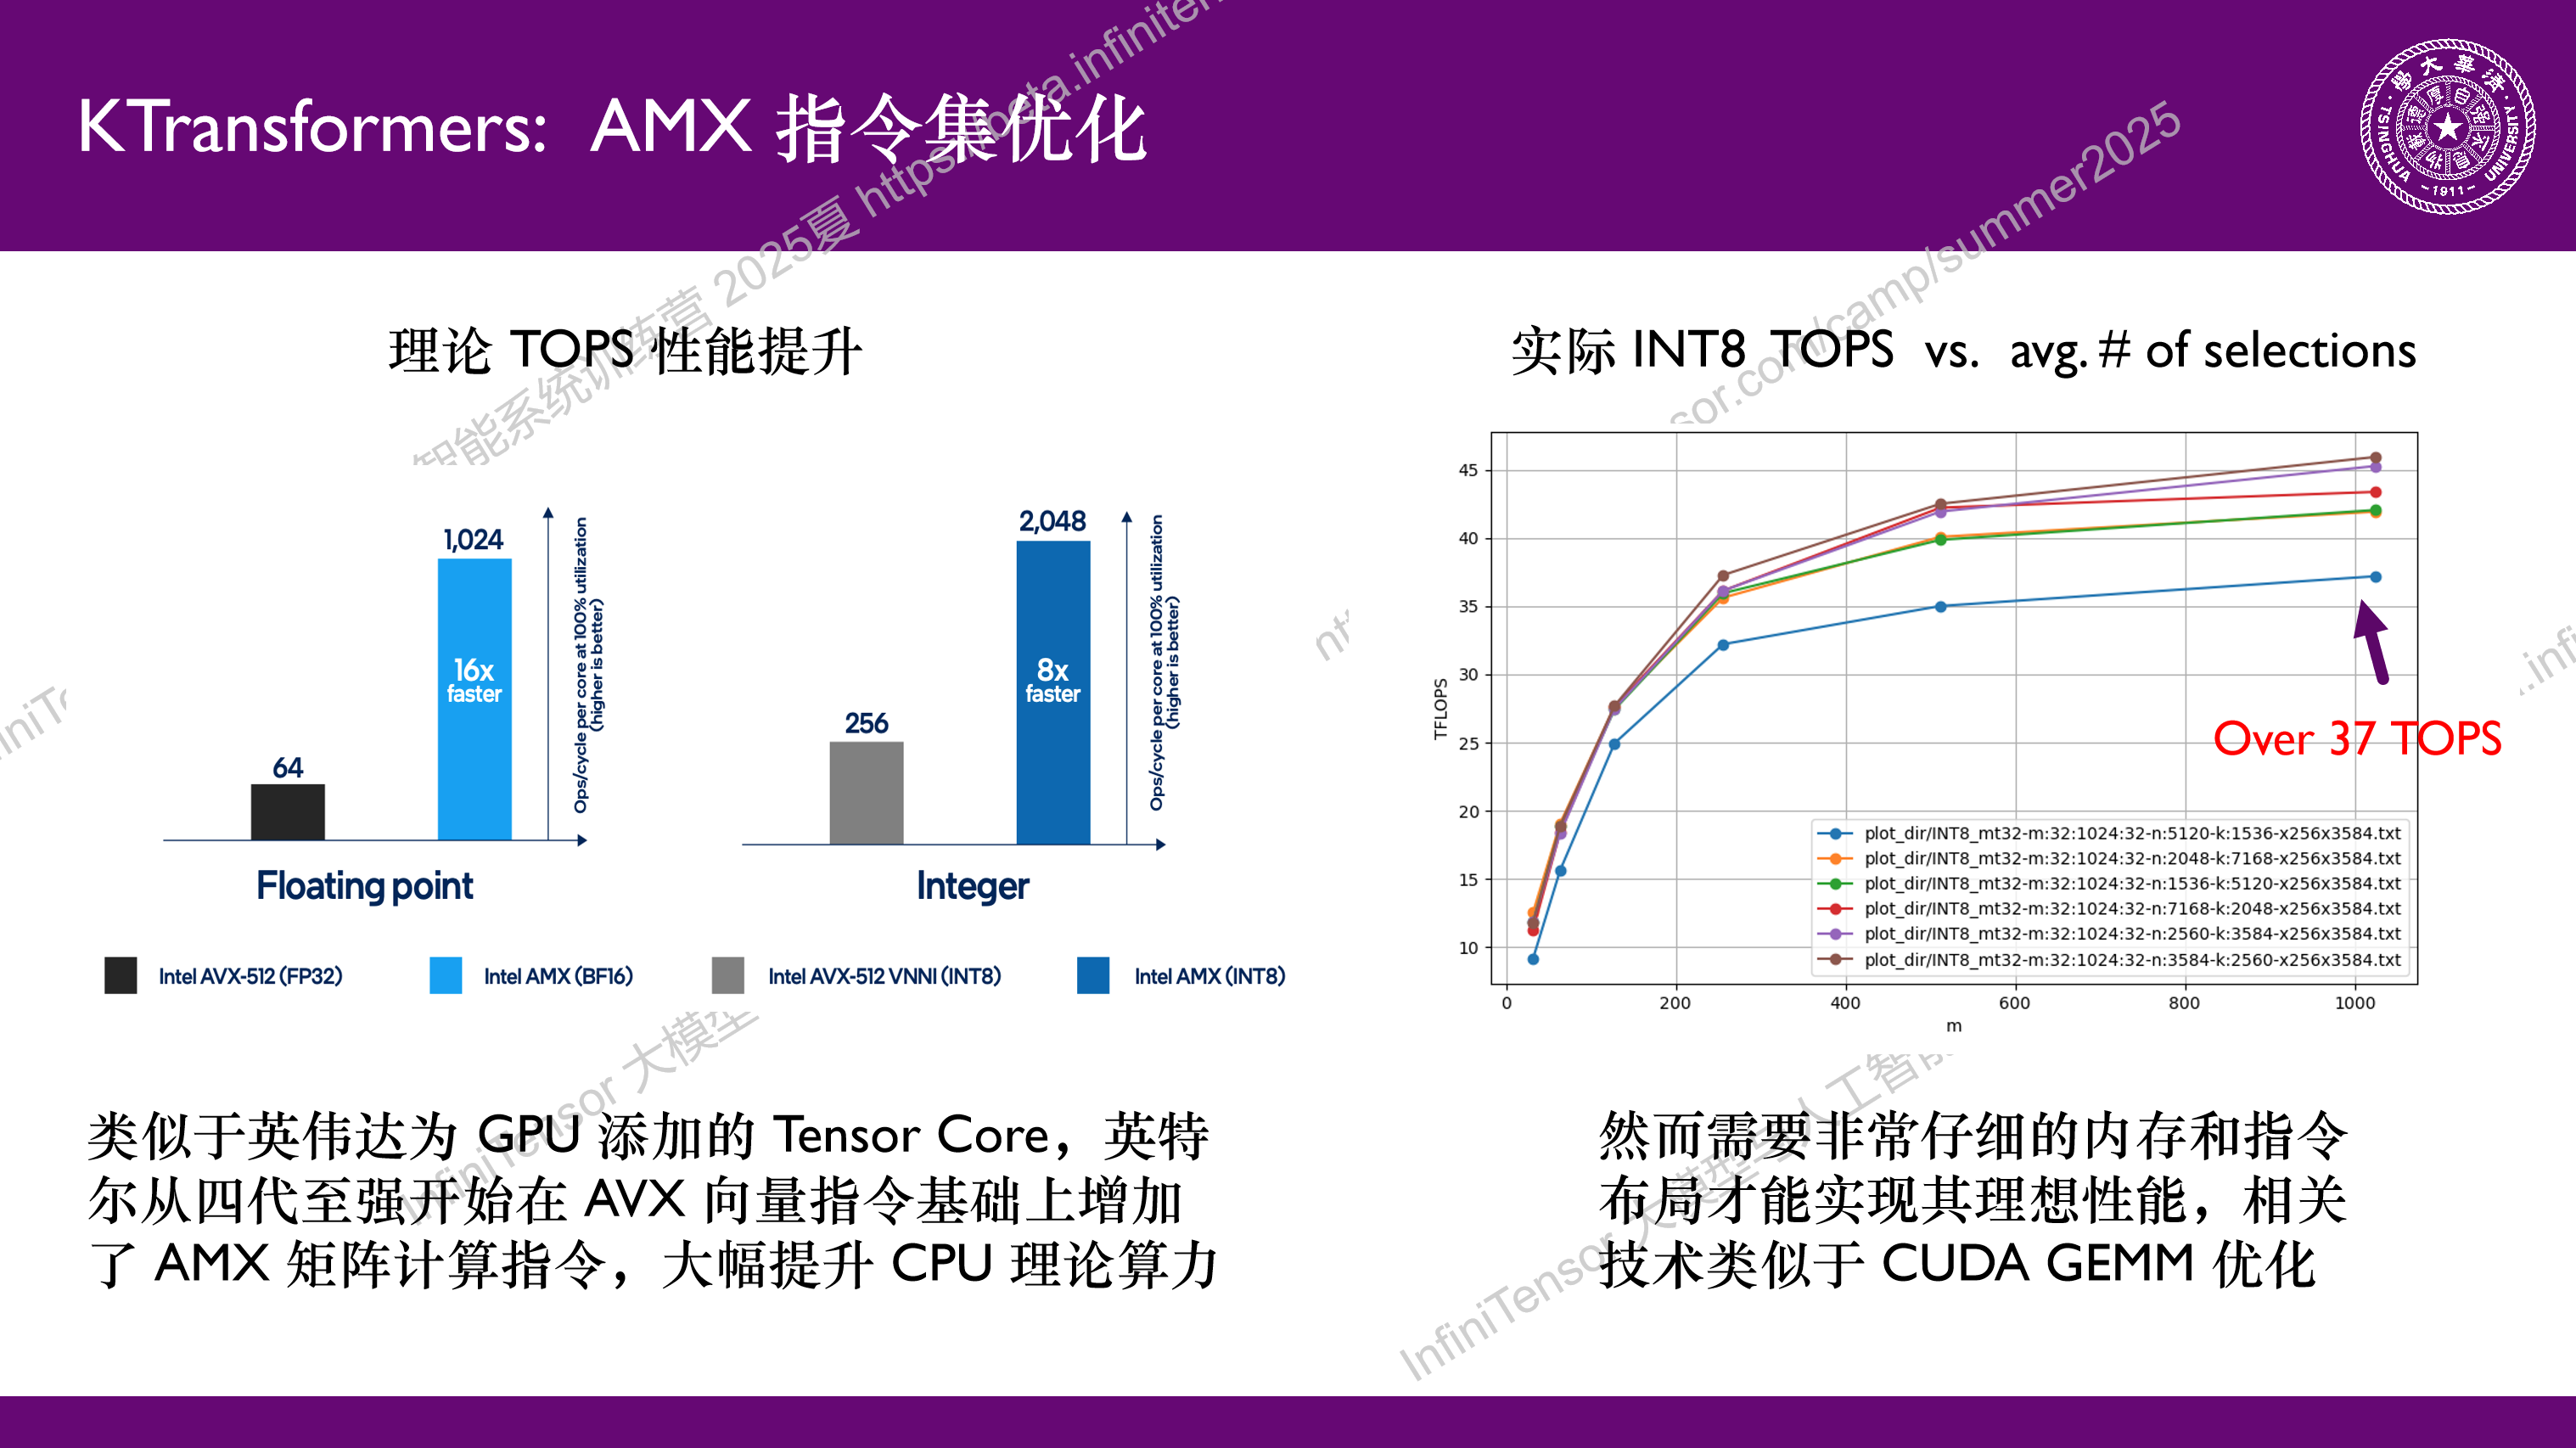 KTransformers: AMX 指令集优化
理论 TOPS 性能提升
1,024
16x
faster
64
Ops/cycle per core at 100% utilization
(higher is better)
Floating point
2,048
8x
faster
256
Ops/cycle per core at 100% utilization
(higher is better)
Integer
Intel AVX-512 (FP32)
Intel AMX (BF16)
Intel AVX-512 VNNI (INT8)
Intel AMX (INT8)
类似于英伟达为 GPU 添加的 Tensor Core，英特
尔从四代至强开始在 AVX 向量指令基础上增加
了 AMX 矩阵计算指令，大幅提升 CPU 理论算力
实际 INT8 TOPS vs. avg. # of selections
45
40
35
30
25
20
15
10
TFLOPS
0
200
400
600
800
1000
m
Over 37 TOPS
plot_dir/INT8_mt32-m:32:1024:32-n:5120-k:1536-x256x3584.txt
plot_dir/INT8_mt32-m:32:1024:32-n:2048-k:7168-x256x3584.txt
plot_dir/INT8_mt32-m:32:1024:32-n:1536-k:5120-x256x3584.txt
plot_dir/INT8_mt32-m:32:1024:32-n:7168-k:2048-x256x3584.txt
plot_dir/INT8_mt32-m:32:1024:32-n:2560-k:3584-x256x3584.txt
plot_dir/INT8_mt32-m:32:1024:32-n:3584-k:2560-x256x3584.txt
然而需要非常仔细的内存和指令
布局才能实现其理想性能，相关
技术类似于 CUDA GEMM 优化
TSINGHUA UNIVERSITY
1911
智能系统训练营 2025夏 https://beta.infiniten
sor.com/camp/summer2025
InfiniTensor 大模型
InfiniTensor 大模型与人工智能